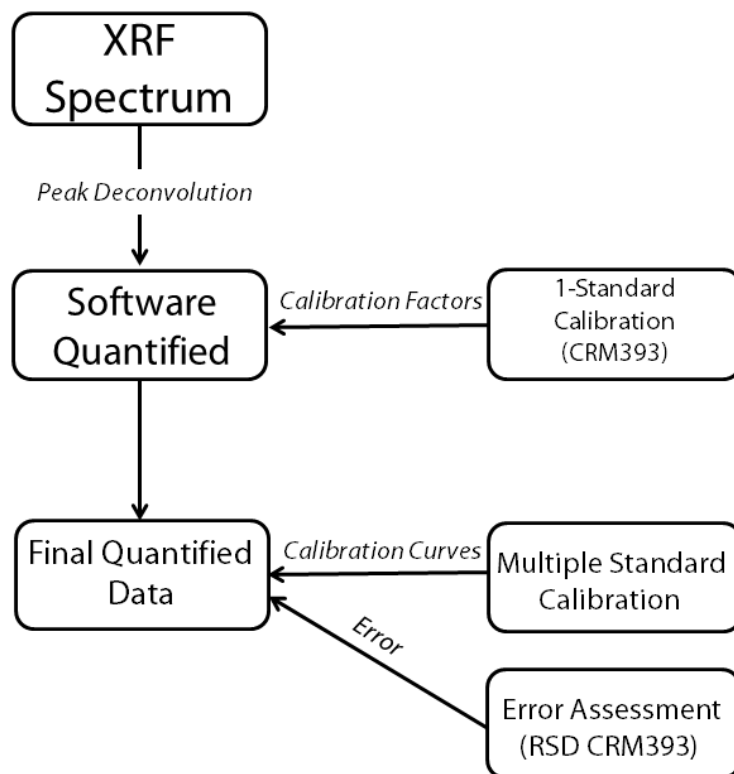 XRF
Spectrum
Peak Deconvolution
Software
Quantified
Calibration Factors
1-Standard
Calibration
(CRM393)
Final Quantified
Data
Calibration Curves
Multiple Standard
Calibration
Error
Error Assessment
(RSD CRM393)